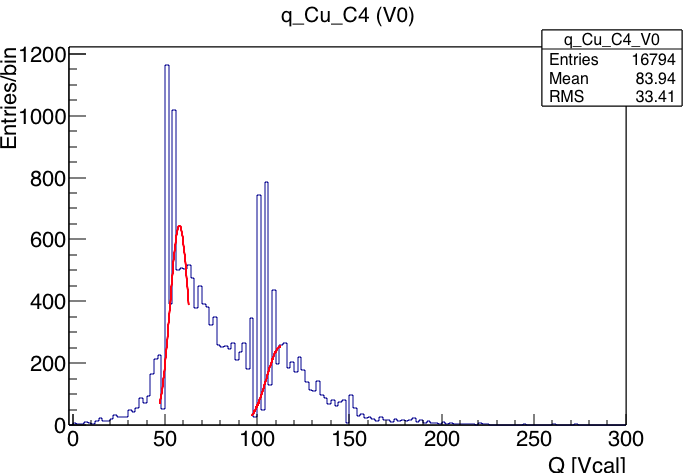 q_Cu_C4 (V0)
q_Cu_C4_V0
Entries 16794
Mean 83.94
RMS 33.41
Entries/bin
1200
1000
800
600
400
200
0
0 50 100 150 200 250 300
Q [Vcal]